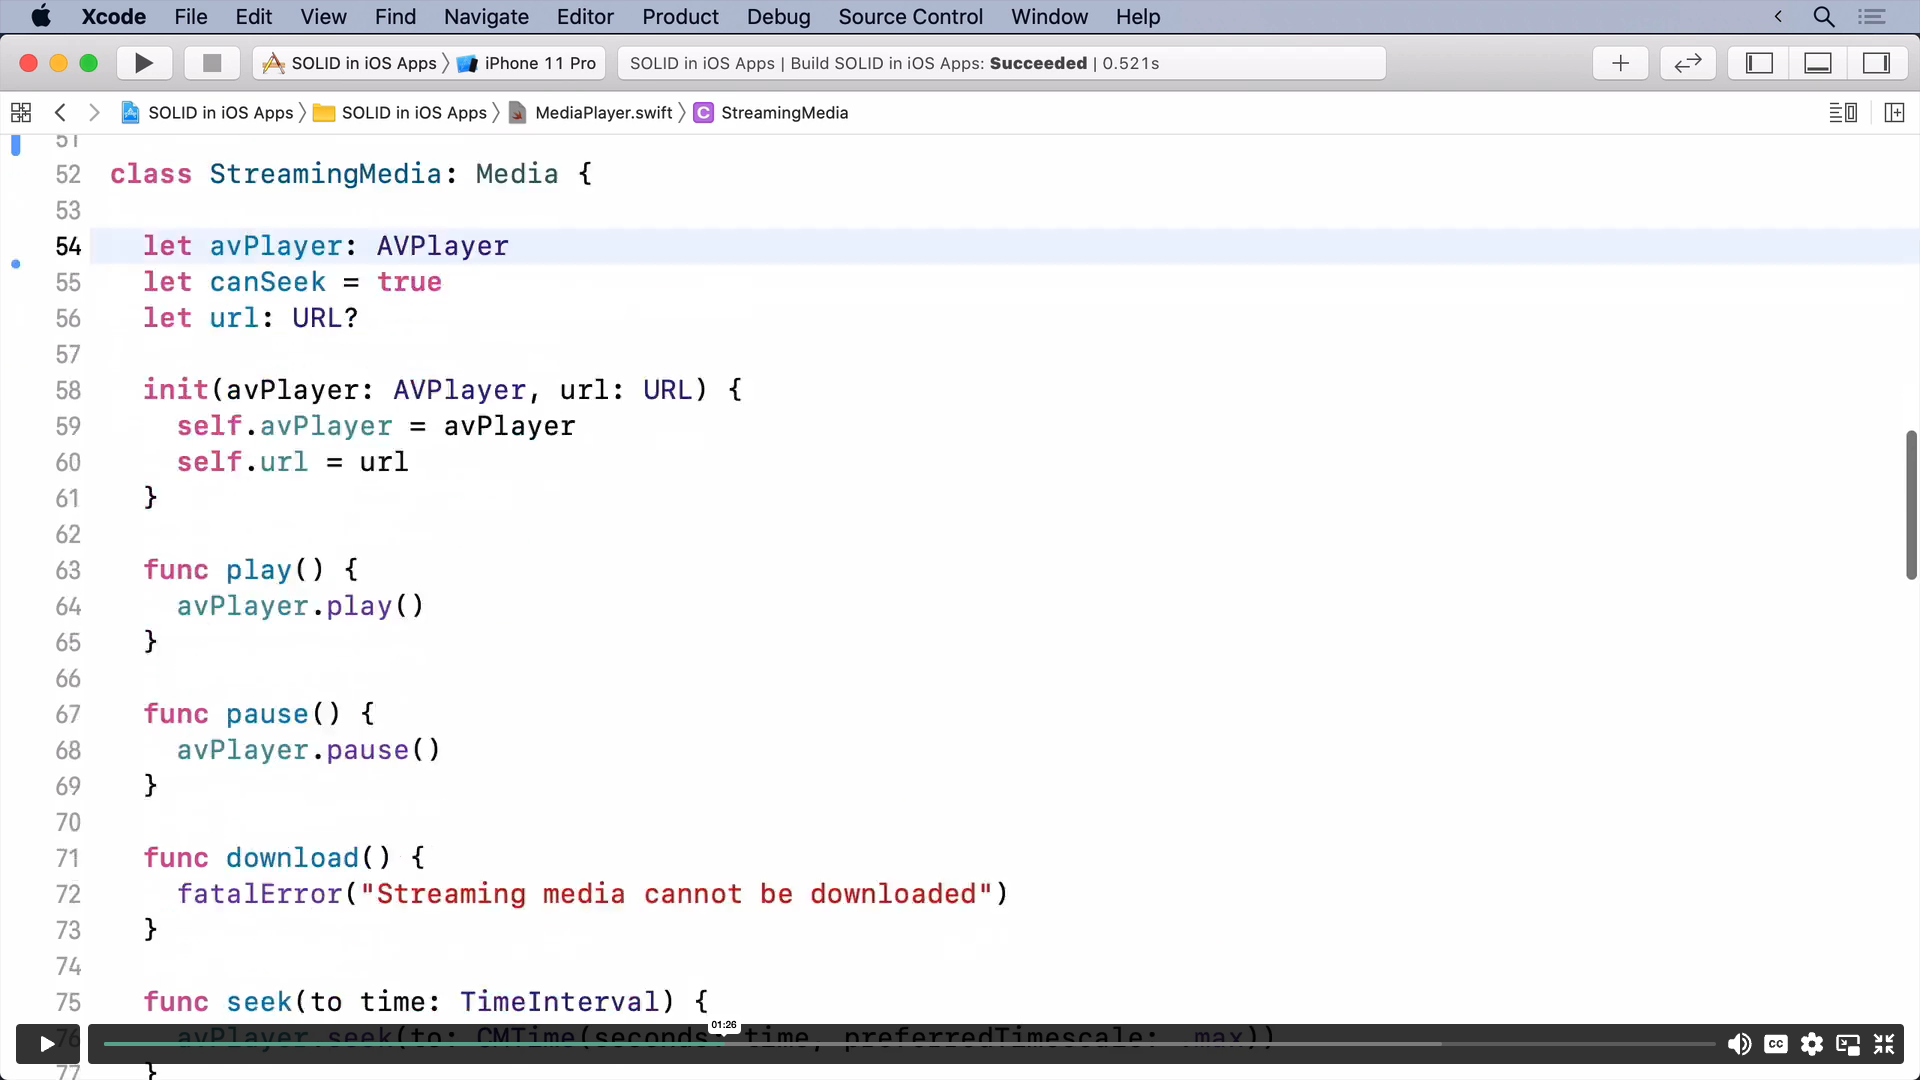 Xcode File Edit View Find Navigate Editor Product Debug Source Control Window Help
SOLID in iOS Apps iPhone 11 Pro SOLID in iOS Apps | Build SOLID in iOS Apps: Succeeded | 0.521s
SOLID in iOS Apps SOLID in iOS Apps MediaPlayer.swift C StreamingMedia
51
52 class StreamingMedia: Media {
53
54 let avPlayer: AVPlayer
55 let canSeek = true
56 let url: URL?
57
58 init(avPlayer: AVPlayer, url: URL) {
59 self.avPlayer = avPlayer
60 self.url = url
61 }
62
63 func play() {
64 avPlayer.play()
65 }
66
67 func pause() {
68 avPlayer.pause()
69 }
70
71 func download() {
72 fatalError("Streaming media cannot be downloaded")
73 }
74
75 func seek(to time: TimeInterval) {
01:26
76 avPlayer.seek(to: CMTime(seconds: time, preferredTimescale: .max))
CC
77 }